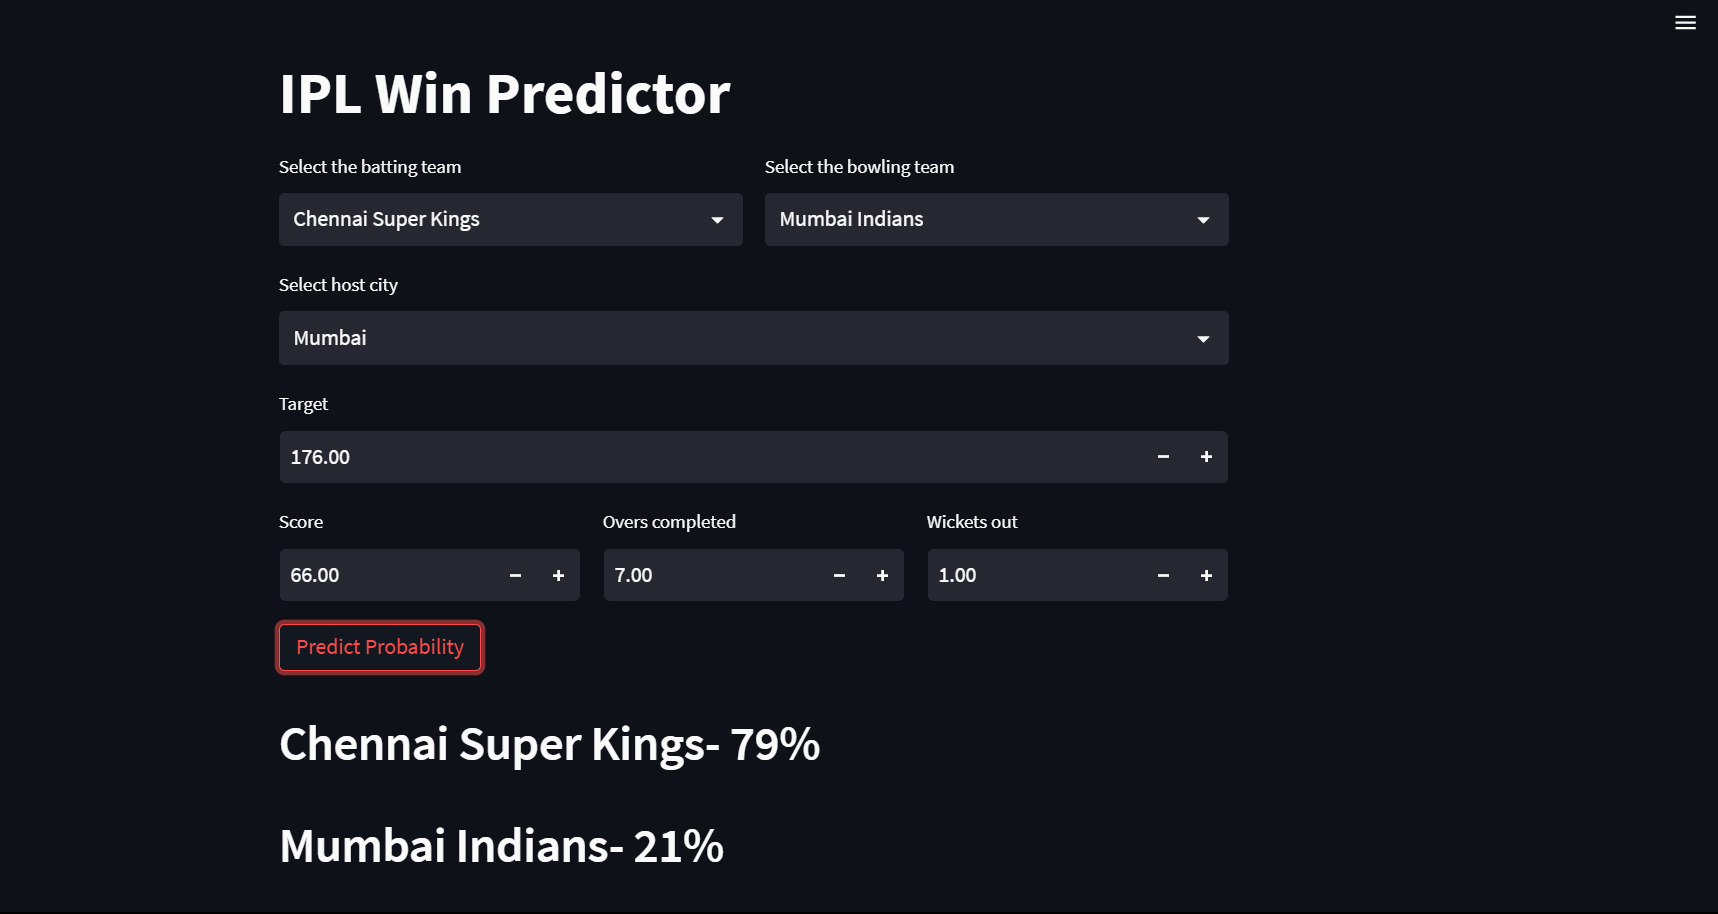 IPL Win Predictor
Select the batting team
Select the bowling team
Chennai Super Kings
Mumbai Indians
Select host city
Mumbai
Target
176.00
Score
Overs completed
Wickets out
66.00
7.00
1.00
Predict Probability
Chennai Super Kings- 79%
Mumbai Indians- 21%